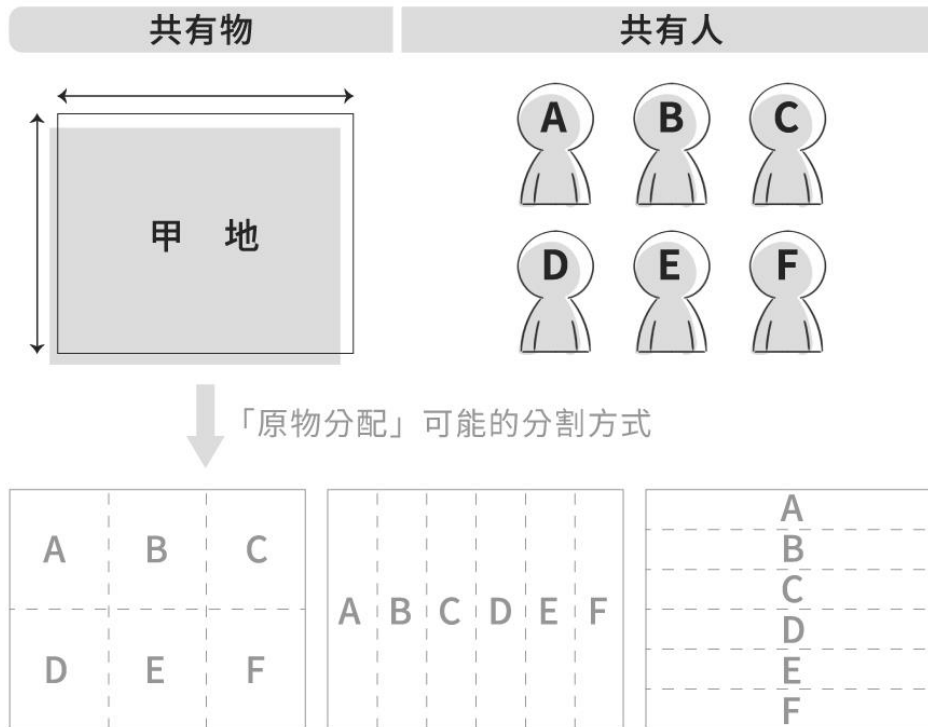 共有物 共有人
A B C
甲 地
D E F
「原物分配」可能的分割方式
A B C
D E F
A B C D E F
A
B
C
D
E
F